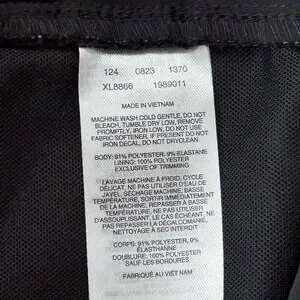 124 0823 1370
XL8866 1989011
MADE IN VIETNAM
MACHINE WASH COLD GENTLE, DO NOT
BLEACH, TUMBLE DRY LOW, REMOVE
PROMPTLY, IRON LOW, DO NOT USE
FABRIC SOFTENER, IF PRESENT DO NOT
IRON DECAL, DO NOT DRYCLEAN
BODY: 91% POLYESTER, 9% ELASTANE
LINING: 100% POLYESTER
EXCLUSIVE OF TRIMMING
LAVAGE MACHINE À FROID, CYCLE
DÉLICAT, NE PAS UTILISER D'EAU DE
JAVEL, SÉCHAGE MACHINE, BASSE
TEMPÉRATURE, SORTIR IMMÉDIATEMENT
DE LA MACHINE, REPASSER À BASSE
TEMPÉRATURE, NE PAS UTILISER
D'ASSOUPLISSANT, LE CAS ÉCHÉANT, NE
PAS REPASSER LA DÉCALCOMANIE,
NETTOYAGE À SEC INTERDIT
CORPS: 91% POLYESTER, 9%
ÉLASTHANNE
DOUBLURE: 100% POLYESTER
SAUF LES BORDURES
FABRIQUÉ AU VIÊT NAM